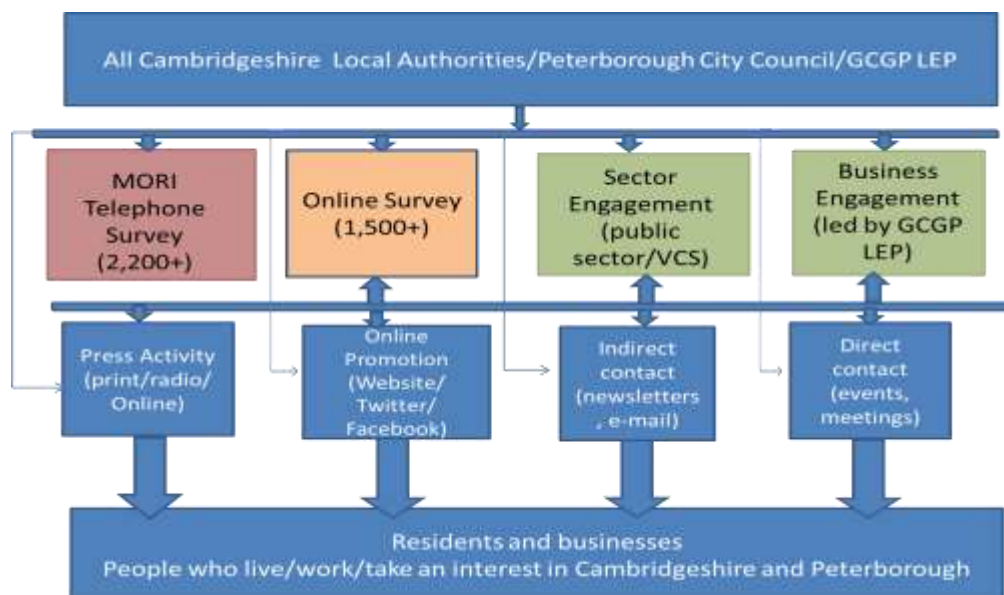 All Cambridgeshire Local Authorities/Peterborough City Council/GCGP LEP
MORI
Telephone
Survey
(2,200+)
Online Survey
(1,500+)
Sector
Engagement
(public
sector/VCS)
Business
Engagement
(led by GCGP
LEP)
Press Activity
(print/radio/
Online)
Online
Promotion
(Website/
Twitter/
Facebook)
Indirect
contact
(newsletters
, e-mail)
Direct
contact
(events,
meetings)
Residents and businesses
People who live/work/take an interest in Cambridgeshire and Peterborough